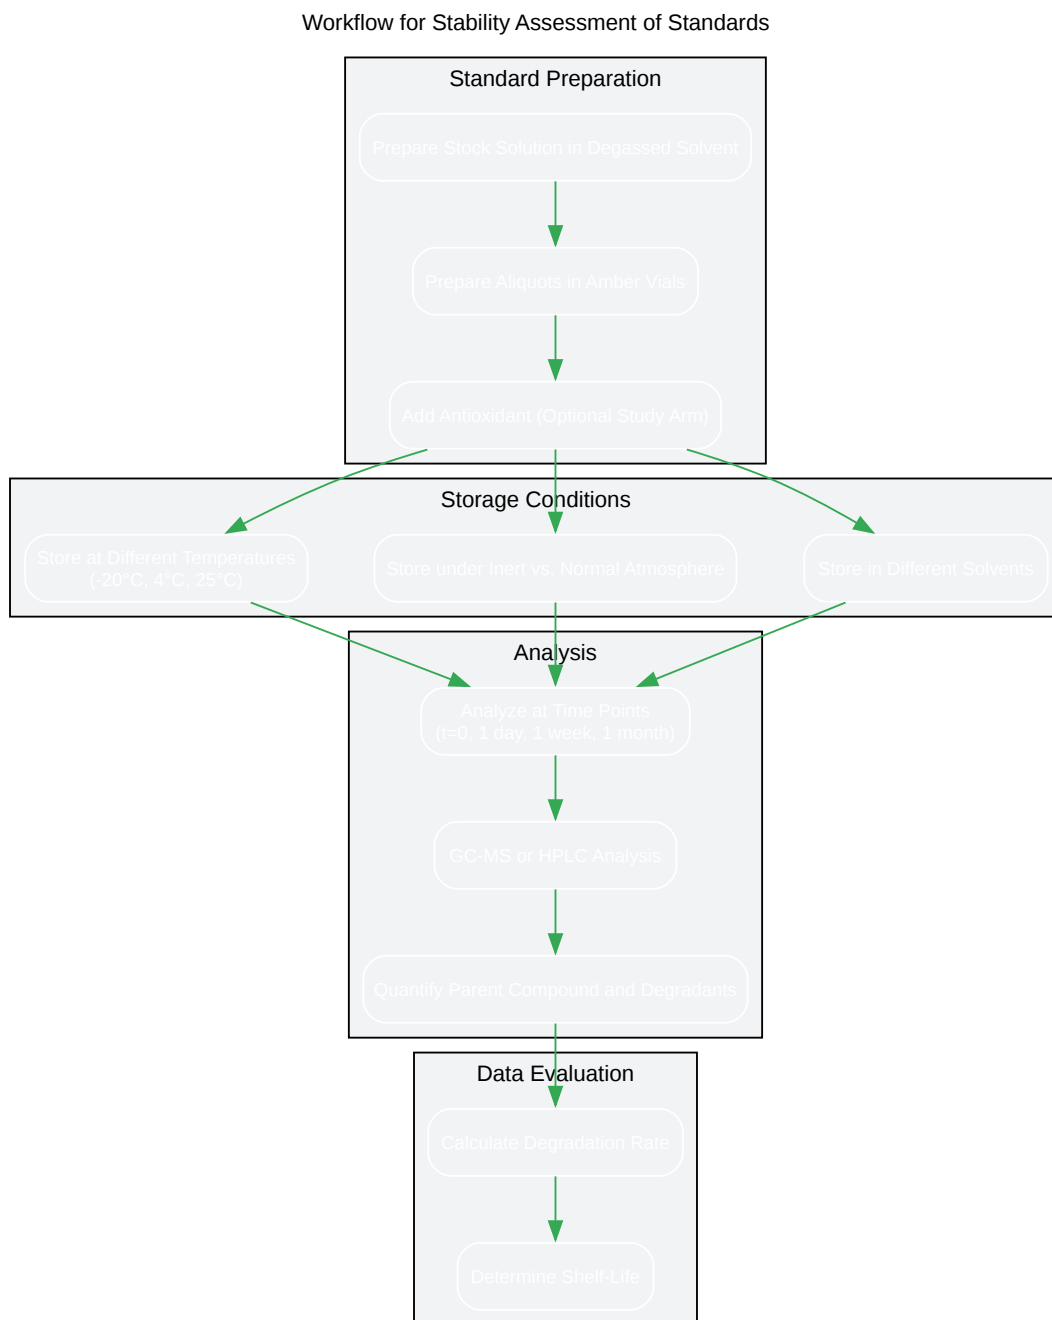 Workflow for Stability Assessment of Standards
Standard Preparation
Prepare Stock Solution in Degassed Solvent
Prepare Aliquots in Amber Vials
Add Antioxidant (Optional Study Arm)
Storage Conditions
Store at Different Temperatures
(-20°C, 4°C, 25°C)
Store under Inert vs. Normal Atmosphere
Store in Different Solvents
Analysis
Analyze at Time Points
(t=0, 1 day, 1 week, 1 month)
GC-MS or HPLC Analysis
Quantify Parent Compound and Degradants
Data Evaluation
Calculate Degradation Rate
Determine Shelf-Life